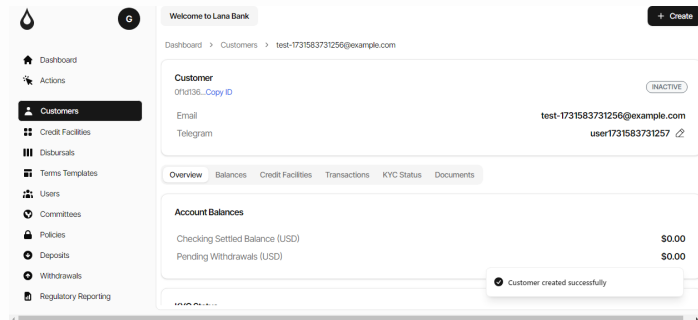 G
Welcome to Lana Bank
+ Create
Dashboard > Customers > test-1731583731256@example.com
Dashboard
Actions
Customers
Credit Facilities
Disbursals
Terms Templates
Users
Committees
Policies
Deposits
Withdrawals
Regulatory Reporting
Customer
0f1d136...Copy ID
INACTIVE
Email test-1731583731256@example.com
Telegram user1731583731257
Overview Balances Credit Facilities Transactions KYC Status Documents
Account Balances
Checking Settled Balance (USD) $0.00
Pending Withdrawals (USD) $0.00
Customer created successfully
KYC Status